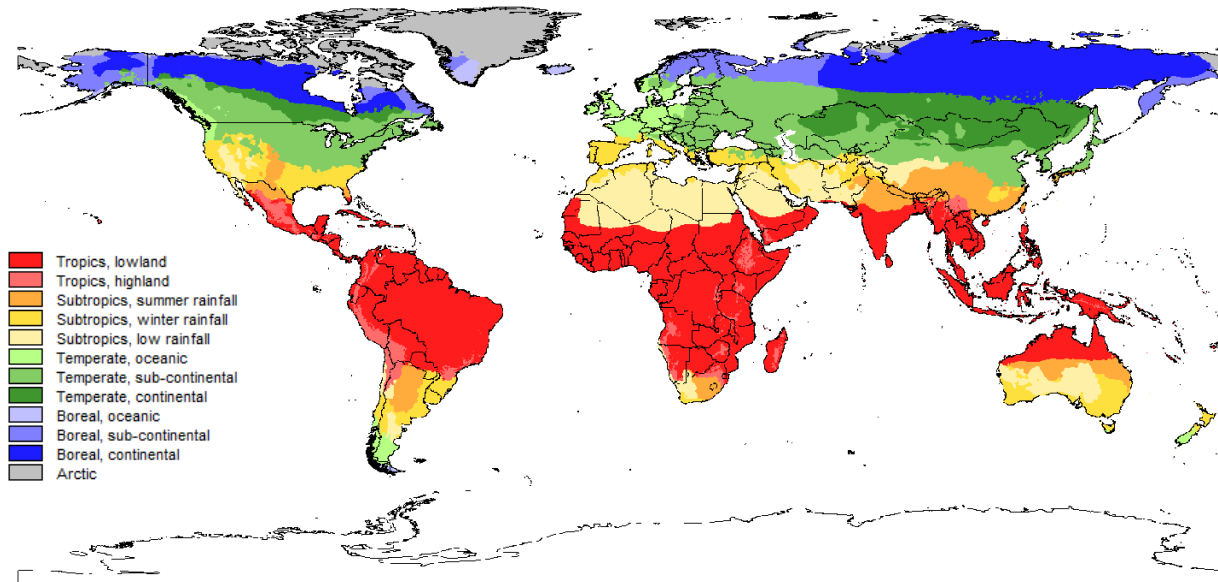 Tropics, lowland
Tropics, highland
Subtropics, summer rainfall
Subtropics, winter rainfall
Subtropics, low rainfall
Temperate, oceanic
Temperate, sub-continental
Temperate, continental
Boreal, oceanic
Boreal, sub-continental
Boreal, continental
Arctic